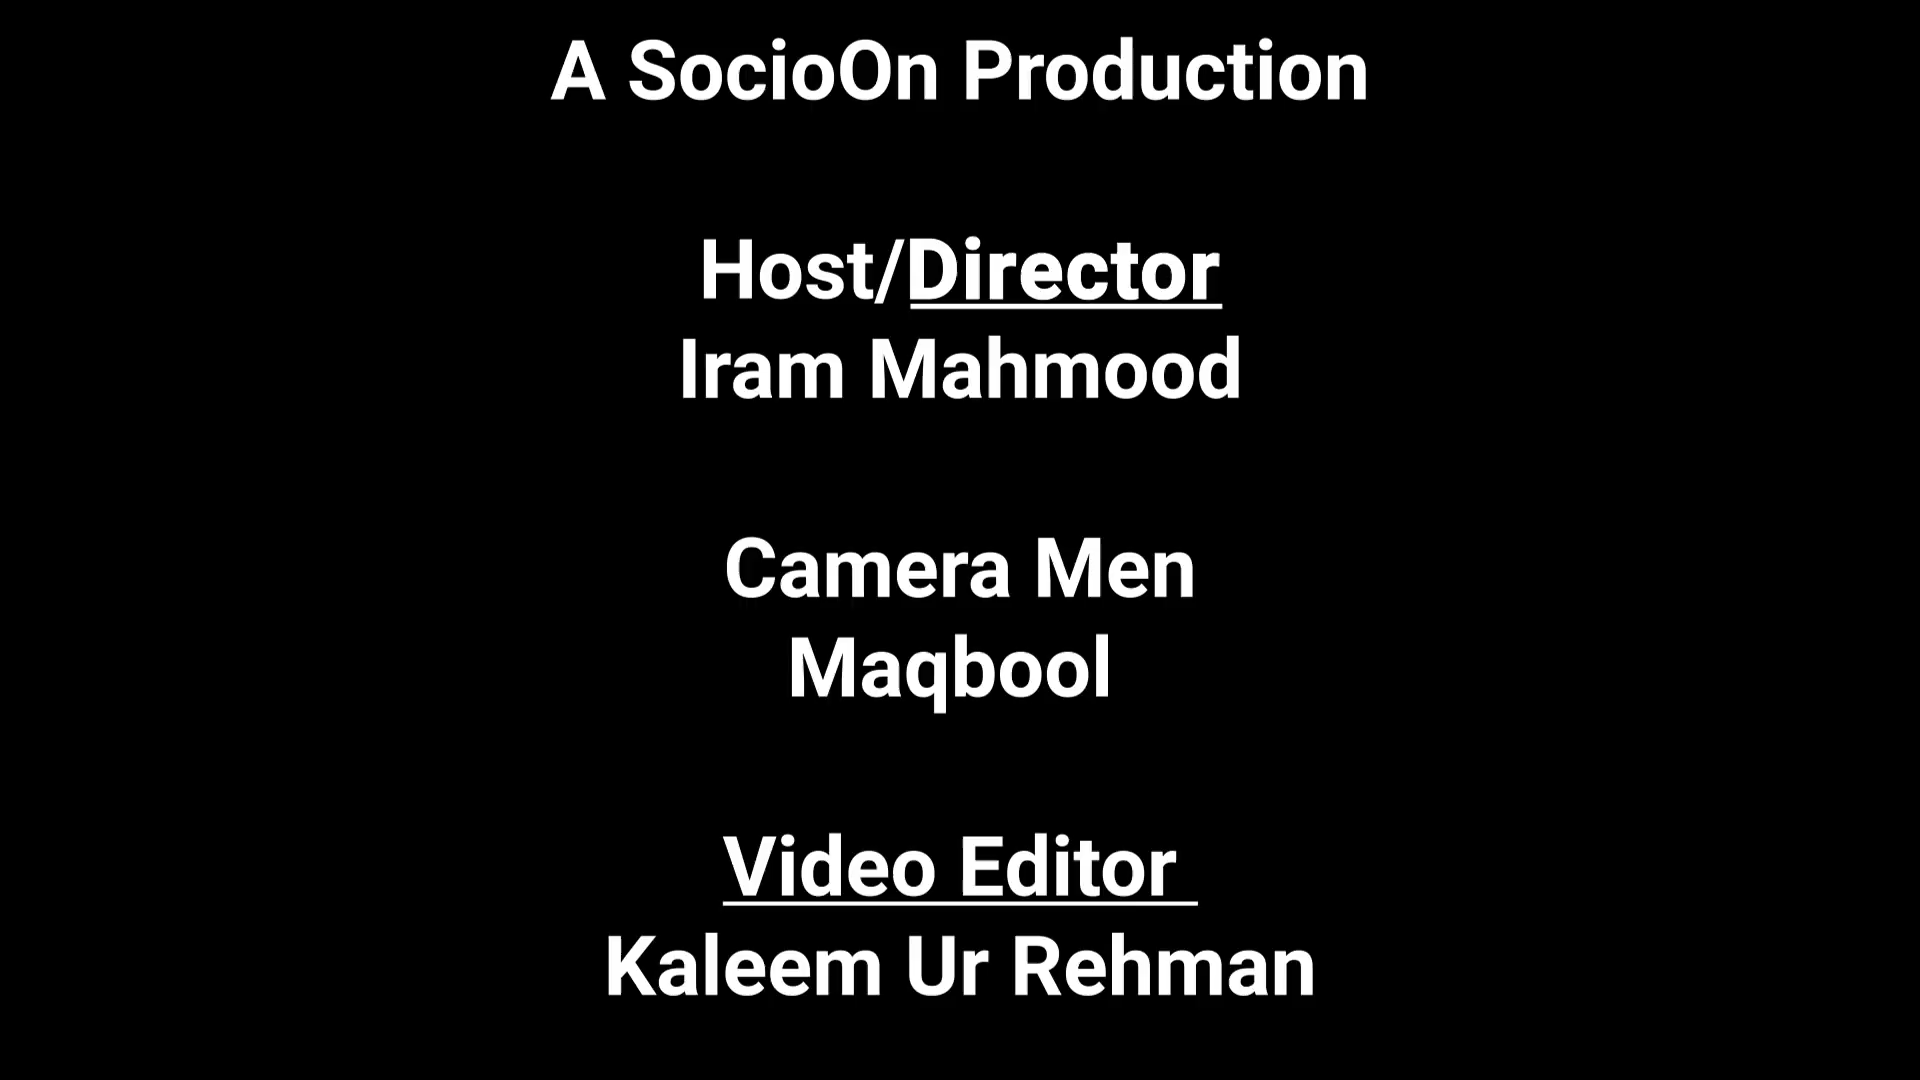 A SocioOn Production
Host/Director
Iram Mahmood
Camera Men
Maqbool
Video Editor
Kaleem Ur Rehman